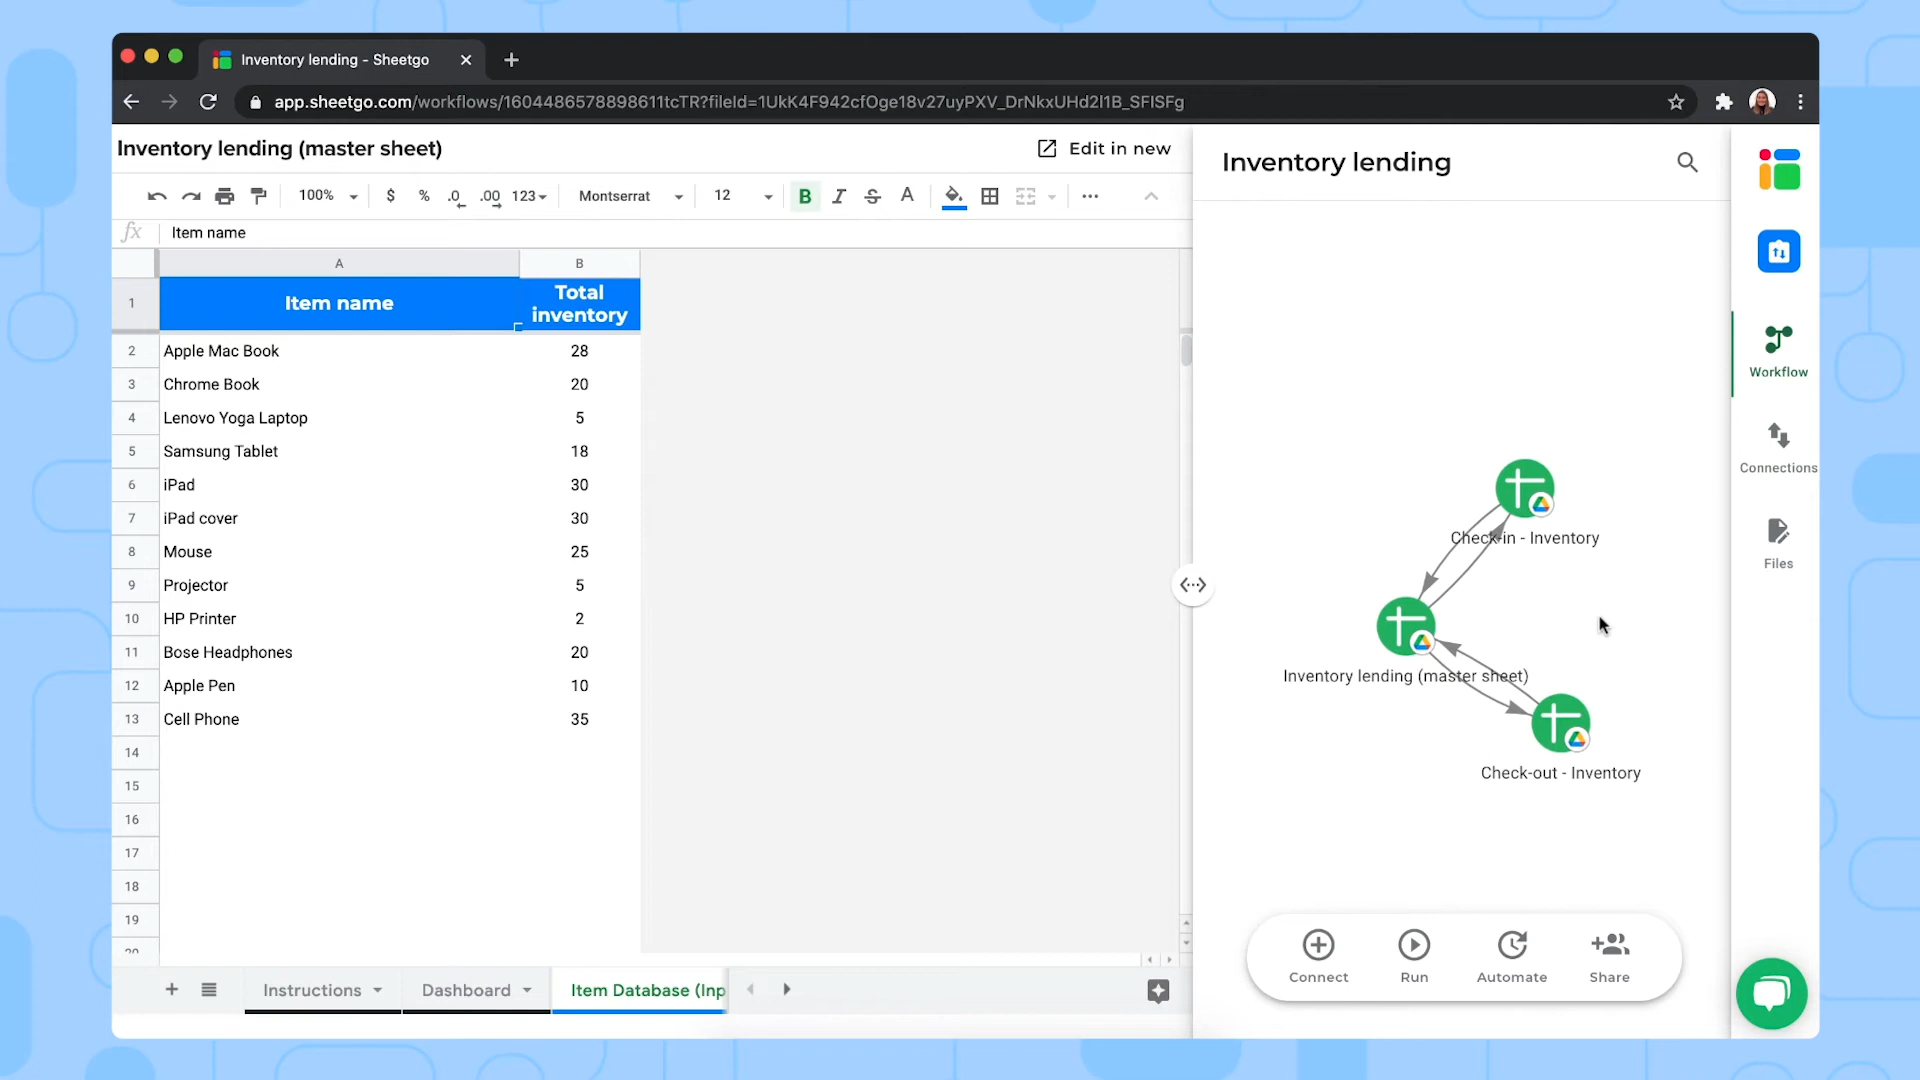 Inventory lending - Sheetgo
app.sheetgo.com/workflows/1604486578898611tcTR?fileId=1UkK4F942cfOge18v27uyPXV_DrNkxUHd2I1B_SFISFg
Inventory lending (master sheet)
Edit in new
100% $ % .0 .00 123 Montserrat 12 B I S A
fx Item name
A B
1 Item name Total inventory
2 Apple Mac Book 28
3 Chrome Book 20
4 Lenovo Yoga Laptop 5
5 Samsung Tablet 18
6 iPad 30
7 iPad cover 30
8 Mouse 25
9 Projector 5
10 HP Printer 2
11 Bose Headphones 20
12 Apple Pen 10
13 Cell Phone 35
14
15
16
17
18
19
20
Instructions Dashboard Item Database (Inp
Inventory lending
Check-in - Inventory
Inventory lending (master sheet)
Check-out - Inventory
Connect Run Automate Share
Workflow
Connections
Files